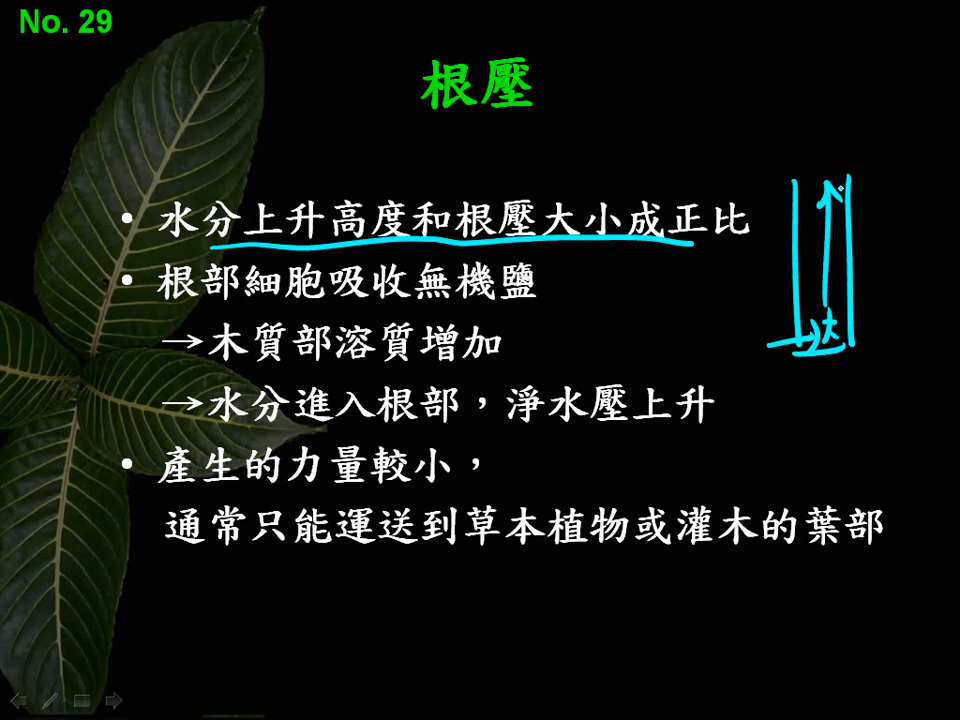 No. 29
根壓
• 水分上升高度和根壓大小成正比
• 根部細胞吸收無機鹽
→木質部溶質增加
→水分進入根部，淨水壓上升
• 產生的力量較小，
通常只能運送到草本植物或灌木的葉部
大